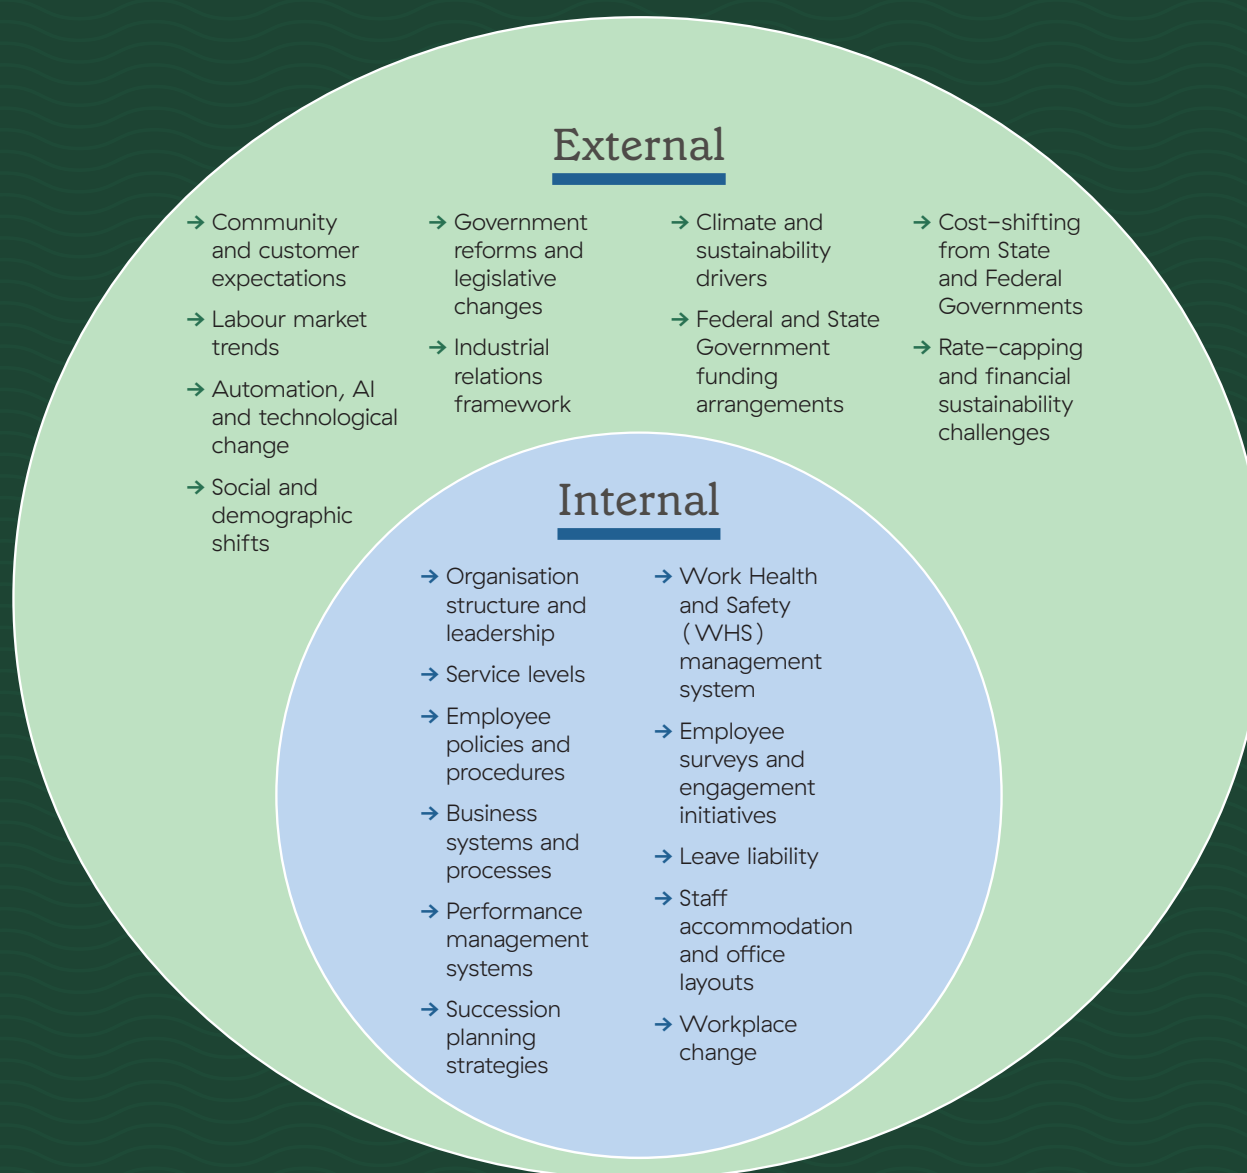 External
→ Community
and customer
expectations
→ Labour market
trends
→ Automation, AI
and technological
change
→ Social and
demographic
shifts
→ Government
reforms and
legislative
changes
→ Industrial
relations
framework
→ Climate and
sustainability
drivers
→ Federal and State
Government
funding
arrangements
→ Cost-shifting
from State
and Federal
Governments
→ Rate-capping
and financial
sustainability
challenges
Internal
→ Organisation
structure and
leadership
→ Service levels
→ Employee
policies and
procedures
→ Business
systems and
processes
→ Performance
management
systems
→ Succession
planning
strategies
→ Work Health
and Safety
(WHS)
management
system
→ Employee
surveys and
engagement
initiatives
→ Leave liability
→ Staff
accommodation
and office
layouts
→ Workplace
change